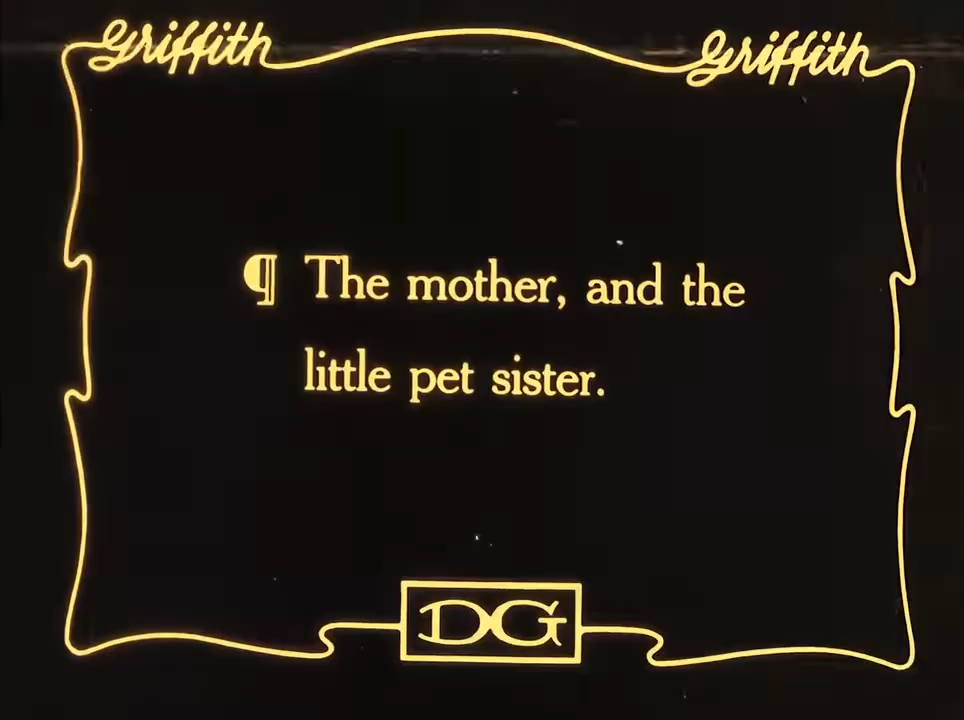 Griffith Griffith
¶ The mother, and the
little pet sister.
DG